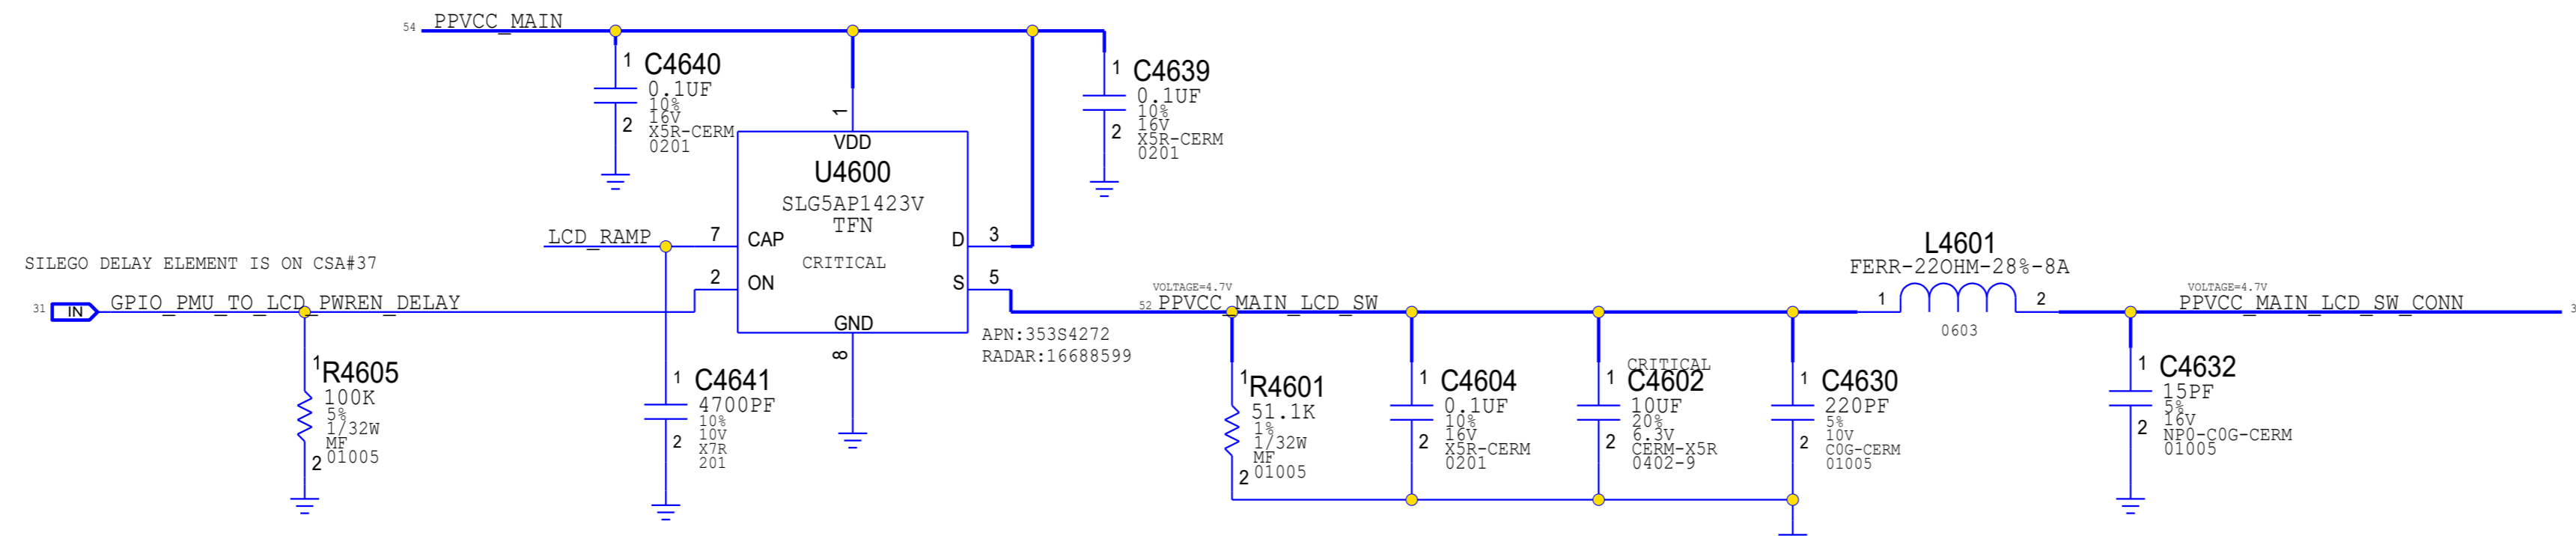 54 PPVCC_MAIN
1 C4640
0.1UF
10%
16V
2 X5R-CERM
0201
1 C4639
0.1UF
10%
16V
2 X5R-CERM
0201
1
VDD
U4600
SLG5AP1423V
TFN
CRITICAL
LCD_RAMP
7 CAP
2 ON
D 3
S 5
GND
8
APN:353S4272
RADAR:16688599
SILEGO DELAY ELEMENT IS ON CSA#37
31 IN GPIO_PMU_TO_LCD_PWREN_DELAY
1 R4605
100K
5%
1/32W
MF
2 01005
1 C4641
4700PF
10%
10V
2 X7R
201
VOLTAGE=4.7V
52 PPVCC_MAIN_LCD_SW
1 R4601
51.1K
1%
1/32W
MF
2 01005
1 C4604
0.1UF
10%
16V
2 X5R-CERM
0201
CRITICAL
1 C4602
10UF
20%
6.3V
2 CERM-X5R
0402-9
1 C4630
220PF
5%
10V
2 C0G-CERM
01005
L4601
FERR-22OHM-28%-8A
1 2
0603
VOLTAGE=4.7V
PPVCC_MAIN_LCD_SW_CONN
1 C4632
15PF
5%
16V
2 NP0-C0G-CERM
01005